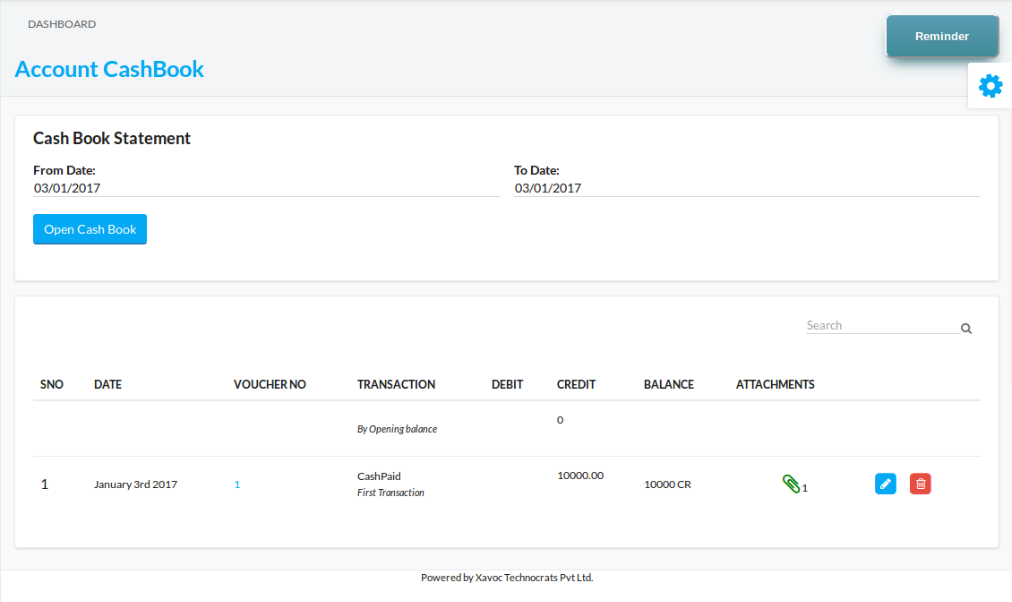 DASHBOARD
Reminder
Account CashBook
Cash Book Statement
From Date: To Date:
03/01/2017 03/01/2017
Open Cash Book
Search
SNO DATE VOUCHER NO TRANSACTION DEBIT CREDIT BALANCE ATTACHMENTS
0
By Opening balance
1 January 3rd 2017 1 CashPaid 10000.00 10000 CR 1
First Transaction
Powered by Xavoc Technocrats Pvt Ltd.